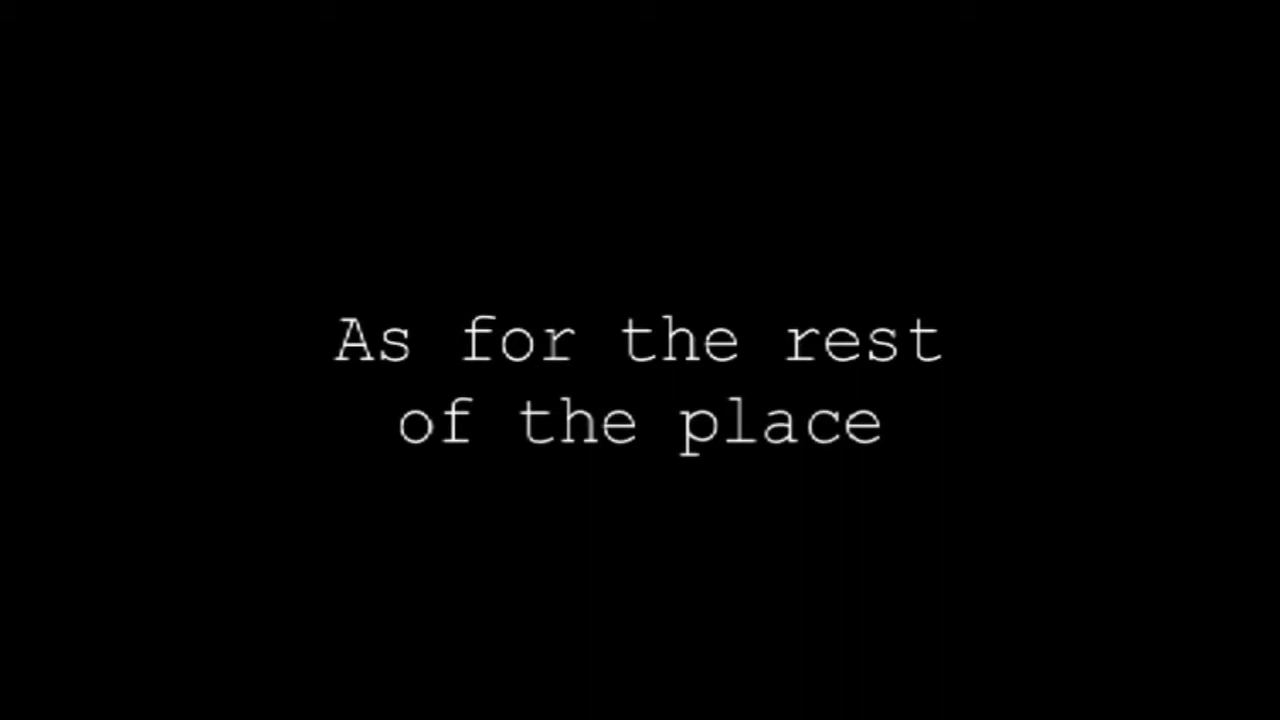 As for the rest
of the place